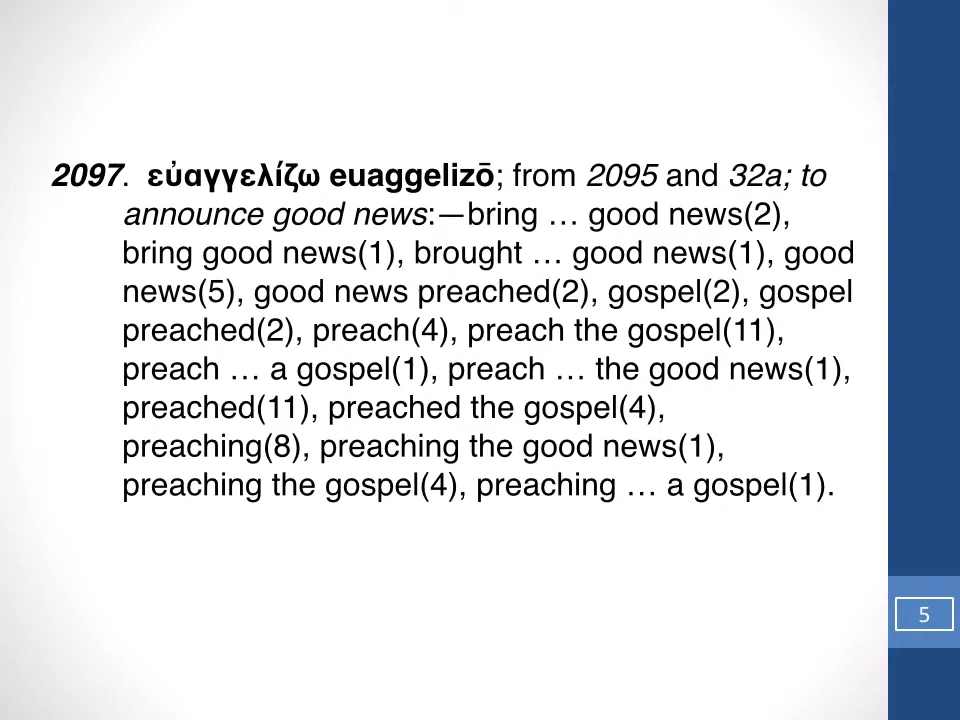 2097.  εὐαγγελίζω euaggelizō; from 2095 and 32a; to
announce good news:—bring … good news(2),
bring good news(1), brought … good news(1), good
news(5), good news preached(2), gospel(2), gospel
preached(2), preach(4), preach the gospel(11),
preach … a gospel(1), preach … the good news(1),
preached(11), preached the gospel(4),
preaching(8), preaching the good news(1),
preaching the gospel(4), preaching … a gospel(1).
5